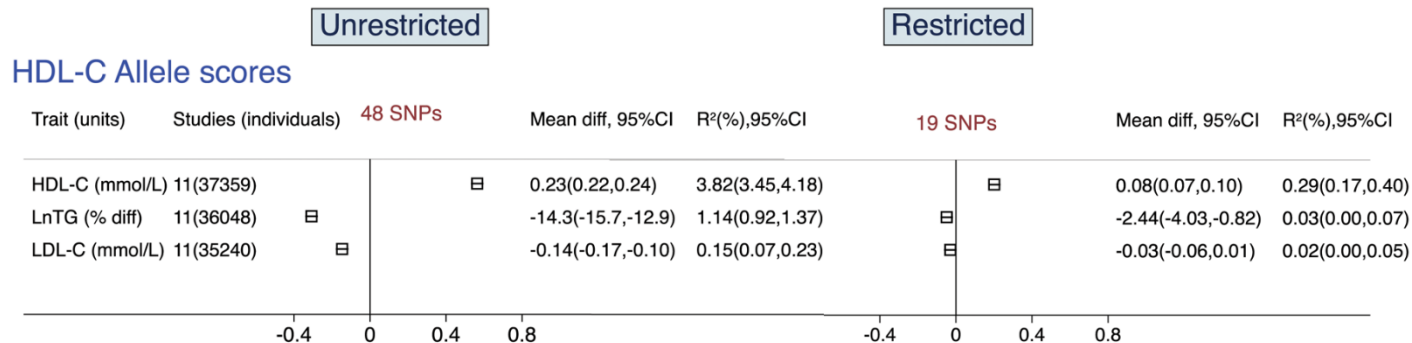 Unrestricted Restricted
HDL-C Allele scores
Trait (units) Studies (individuals) 48 SNPs Mean diff, 95%CI R²(%),95%CI 19 SNPs Mean diff, 95%CI R²(%),95%CI
HDL-C (mmol/L) 11(37359) 0.23(0.22,0.24) 3.82(3.45,4.18) 0.08(0.07,0.10) 0.29(0.17,0.40)
LnTG (% diff) 11(36048) -14.3(-15.7,-12.9) 1.14(0.92,1.37) -2.44(-4.03,-0.82) 0.03(0.00,0.07)
LDL-C (mmol/L) 11(35240) -0.14(-0.17,-0.10) 0.15(0.07,0.23) -0.03(-0.06,0.01) 0.02(0.00,0.05)
-0.4 0 0.4 0.8 -0.4 0 0.4 0.8